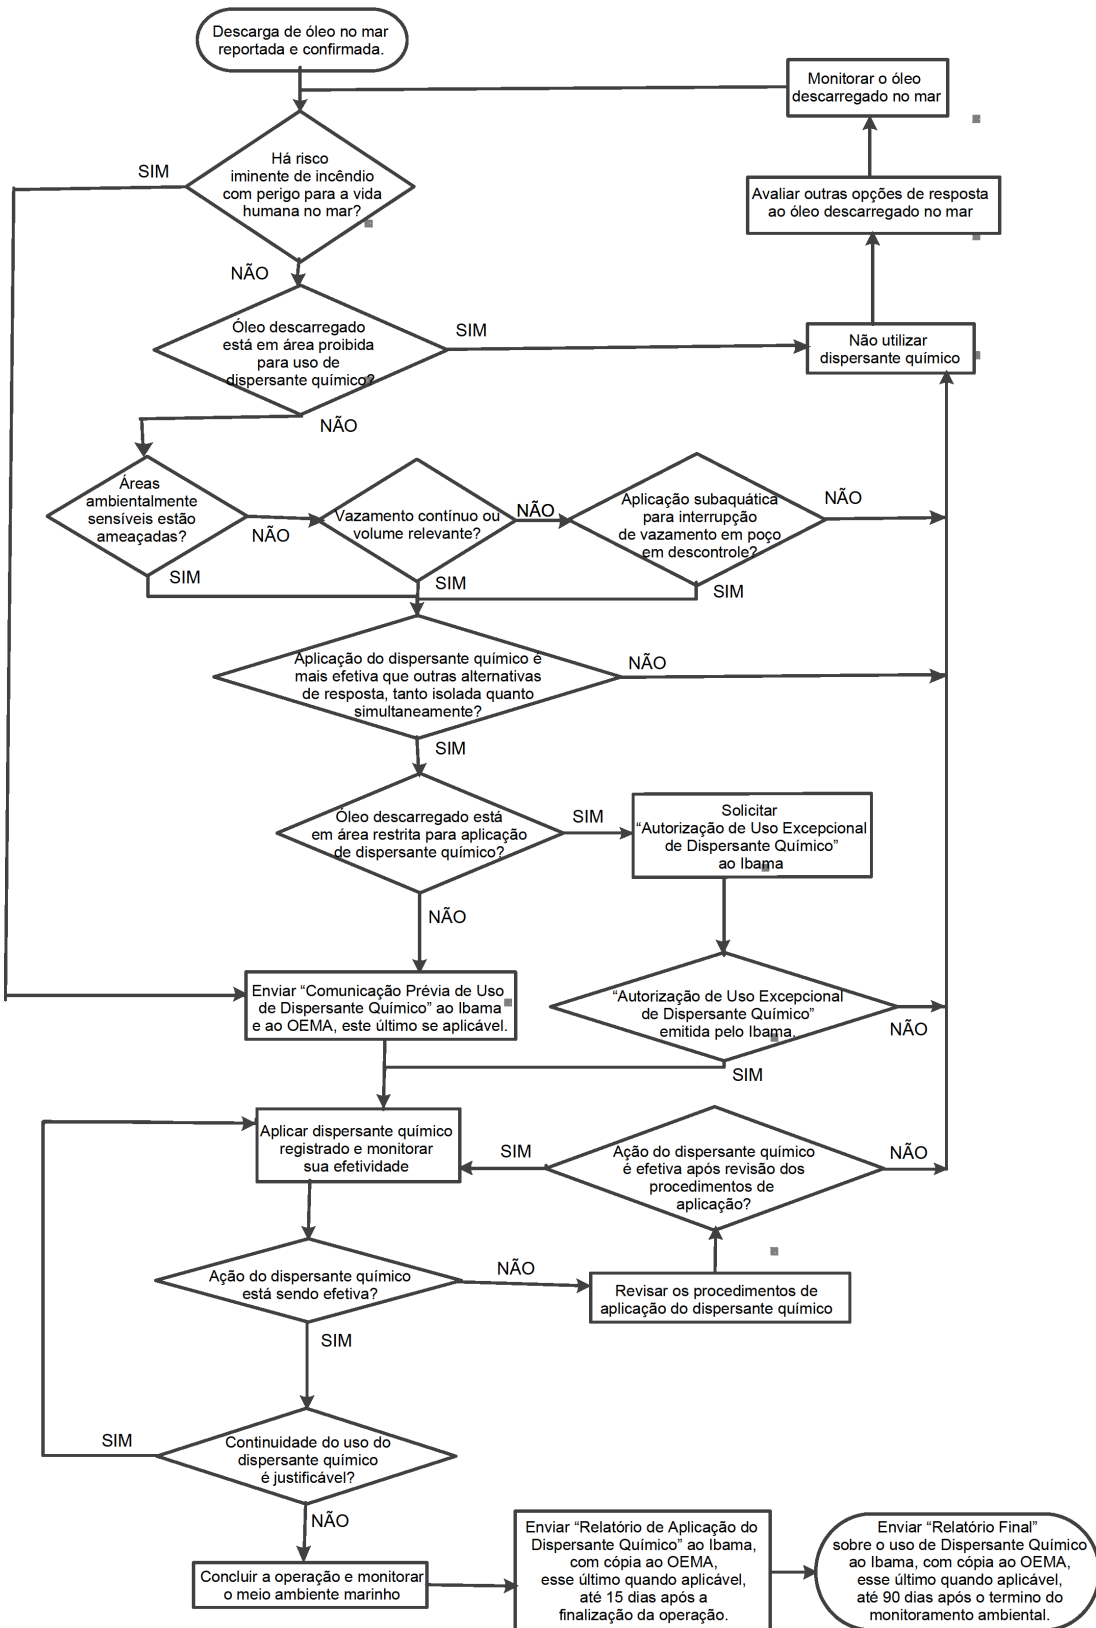 Descarga de óleo no mar
reportada e confirmada.
Monitorar o óleo
descarregado no mar
SIM
Há risco
iminente de incêndio
com perigo para a vida
humana no mar?
Avaliar outras opções de resposta
ao óleo descarregado no mar
NÃO
Óleo descarregado
está em área proibida
para uso de
dispersante químico?
SIM
Não utilizar
dispersante químico
NÃO
Áreas
ambientalmente
sensíveis estão
ameaçadas?
NÃO
Vazamento contínuo ou
volume relevante?
NÃO
Aplicação subaquática
para interrupção
de vazamento em poço
em descontrole?
NÃO
SIM
SIM
SIM
Aplicação do dispersante químico é
mais efetiva que outras alternativas
de resposta, tanto isolada quanto
simultaneamente?
NÃO
SIM
Óleo descarregado está
em área restrita para aplicação
de dispersante químico?
SIM
Solicitar
“Autorização de Uso Excepcional
de Dispersante Químico”
ao Ibama
NÃO
Enviar “Comunicação Prévia de Uso
de Dispersante Químico” ao Ibama
e ao OEMA, este último se aplicável.
“Autorização de Uso Excepcional
de Dispersante Químico”
emitida pelo Ibama.
NÃO
SIM
Aplicar dispersante químico
registrado e monitorar
sua efetividade
SIM
Ação do dispersante químico
é efetiva após revisão dos
procedimentos de
aplicação?
NÃO
Ação do dispersante químico
está sendo efetiva?
NÃO
Revisar os procedimentos de
aplicação do dispersante químico
SIM
SIM
Continuidade do uso do
dispersante químico
é justificável?
NÃO
Concluir a operação e monitorar
o meio ambiente marinho
Enviar “Relatório de Aplicação do
Dispersante Químico” ao Ibama,
com cópia ao OEMA,
esse último quando aplicável,
até 15 dias após a
finalização da operação.
Enviar “Relatório Final”
sobre o uso de Dispersante Químico
ao Ibama, com cópia ao OEMA,
esse último quando aplicável,
até 90 dias após o termino do
monitoramento ambiental.